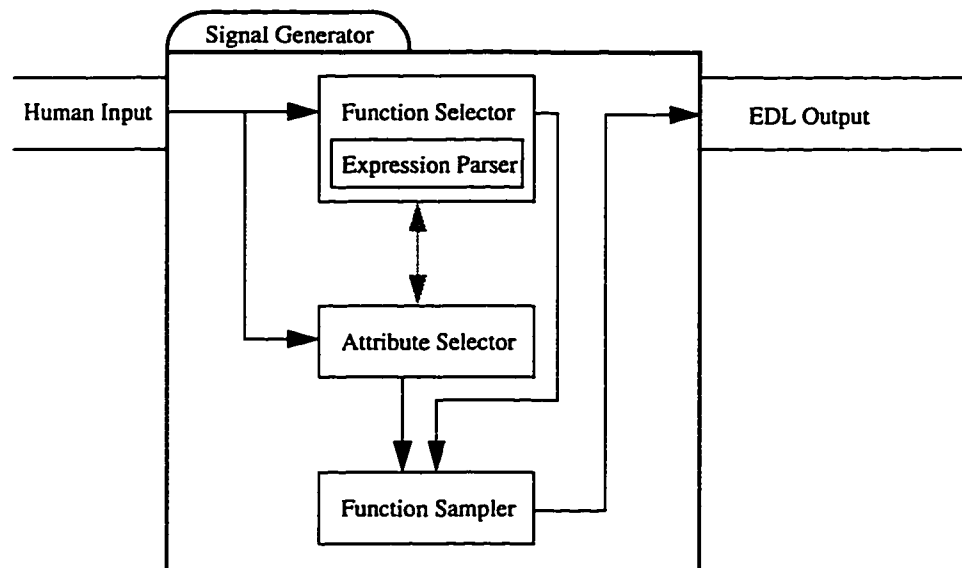 Signal Generator
Human Input
Function Selector
EDL Output
Expression Parser
Attribute Selector
Function Sampler